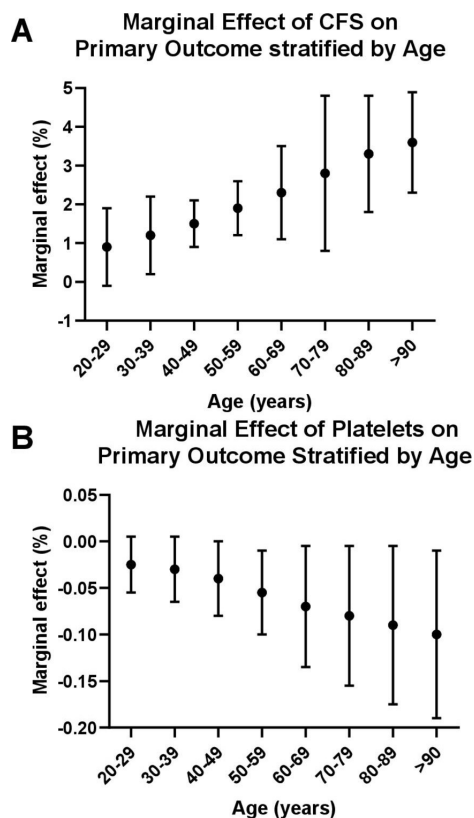 A
Marginal Effect of CFS on
Primary Outcome stratified by Age
Marginal effect (%)
5
4
3
2
1
0
-1
20-29 30-39 40-49 50-59 60-69 70-79 80-89 >90
Age (years)
B
Marginal Effect of Platelets on
Primary Outcome Stratified by Age
Marginal effect (%)
0.05
0.00
-0.05
-0.10
-0.15
-0.20
20-29 30-39 40-49 50-59 60-69 70-79 80-89 >90
Age (years)